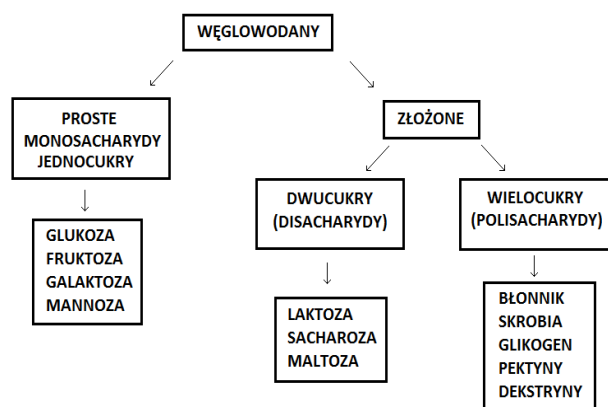 WĘGLOWODANY
PROSTE
MONOSACHARYDY
JEDNOCUKRY
ZŁOŻONE
GLUKOZA
FRUKTOZA
GALAKTOZA
MANNOZA
DWUCUKRY
(DISACHARYDY)
WIELOCUKRY
(POLISACHARYDY)
LAKTOZA
SACHAROZA
MALTOZA
BŁONNIK
SKROBIA
GLIKOGEN
PEKTYNY
DEKSTRYNY